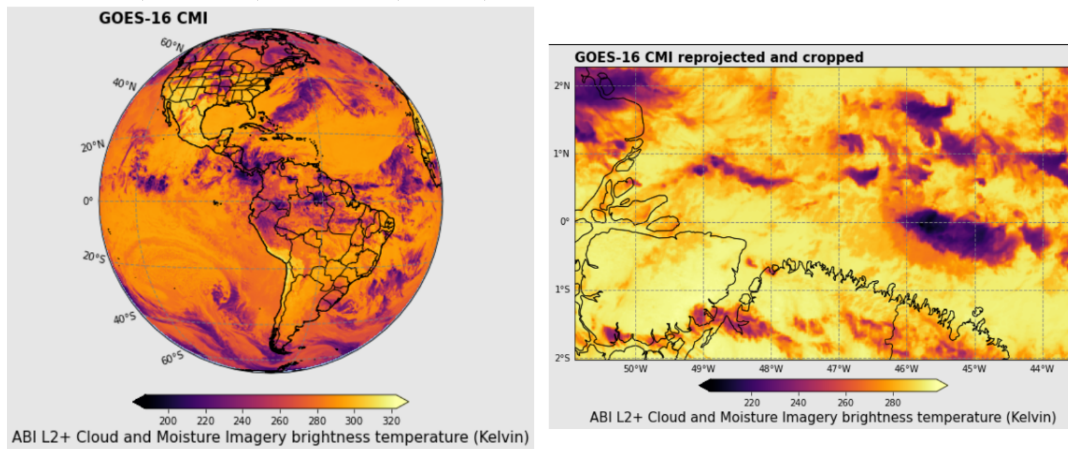 GOES-16 CMI
60°N
40°N
20°N
0°
20°S
40°S
60°S
200 220 240 260 280 300 320
ABI L2+ Cloud and Moisture Imagery brightness temperature (Kelvin)
GOES-16 CMI reprojected and cropped
2°N
1°N
0°
1°S
2°S
50°W 49°W 48°W 47°W 46°W 45°W 44°W
220 240 260 280
ABI L2+ Cloud and Moisture Imagery brightness temperature (Kelvin)